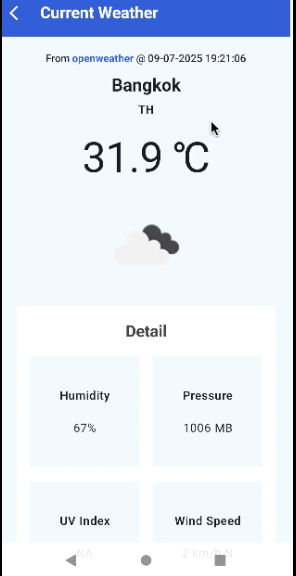 Current Weather
From openweather @ 09-07-2025 19:21:06
Bangkok
TH
31.9 °C
Detail
Humidity
Pressure
67%
1006 MB
UV Index
Wind Speed
NA
2 km/h N